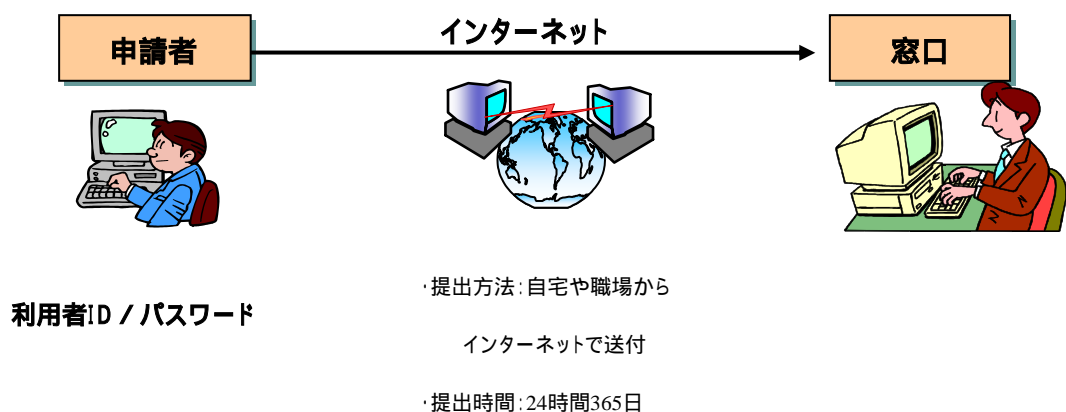 インターネット
申請者
窓口
・提出方法:自宅や職場から
利用者ID / パスワード
インターネットで送付
・提出時間:24時間365日